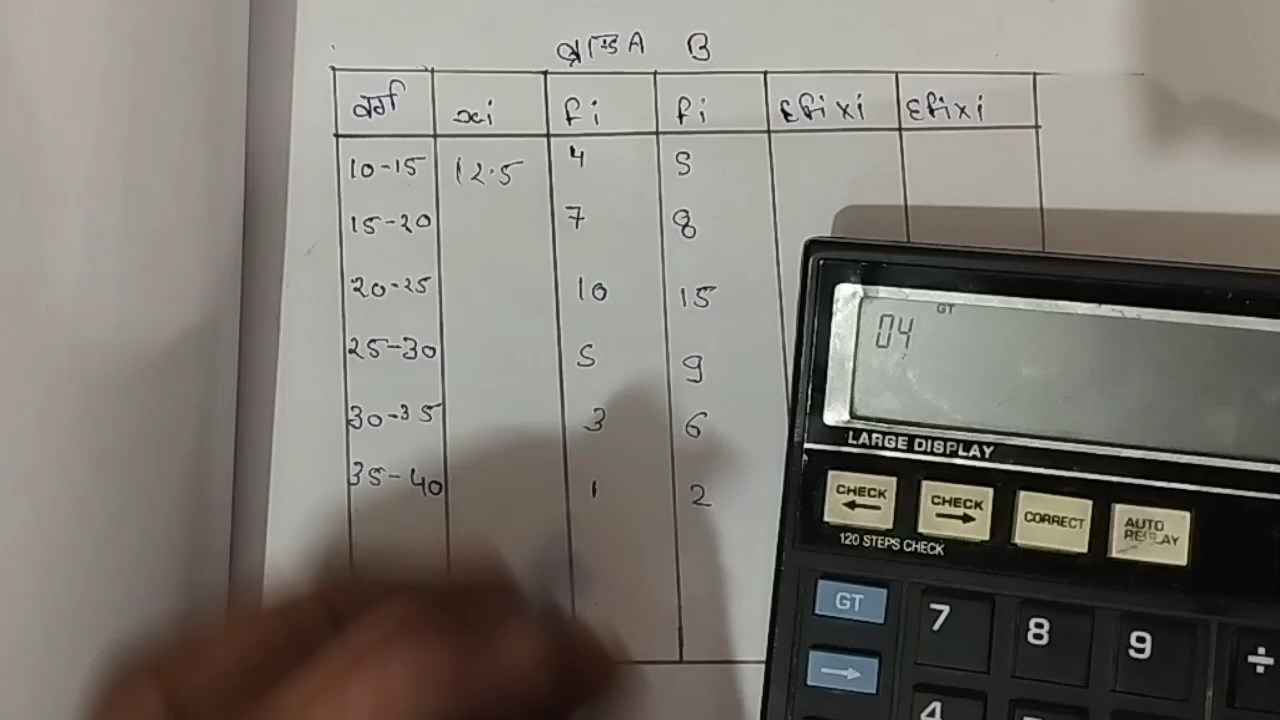 ब्रान्ड A B
वर्ग xi fi fi Σfixi Σfixi
10-15 12.5 4 5
15-20 7 8
20-25 10 15
25-30 5 9
30-35 3 6
35-40 1 2
GT
04
LARGE DISPLAY
CHECK CHECK CORRECT AUTO REPLAY
120 STEPS CHECK
GT 7 8 9 ÷
→ 4